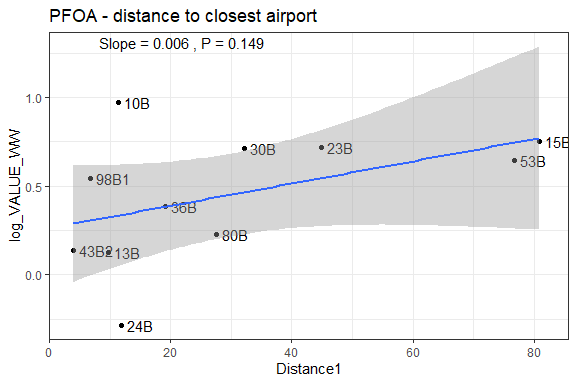 PFOA - distance to closest airport
Slope = 0.006 , P = 0.149
log_VALUE_WW
1.0
0.5
0.0
10B
30B
23B
15B
53B
98B1
36B
80B
43B2
13B
24B
0
20
40
60
80
Distance1